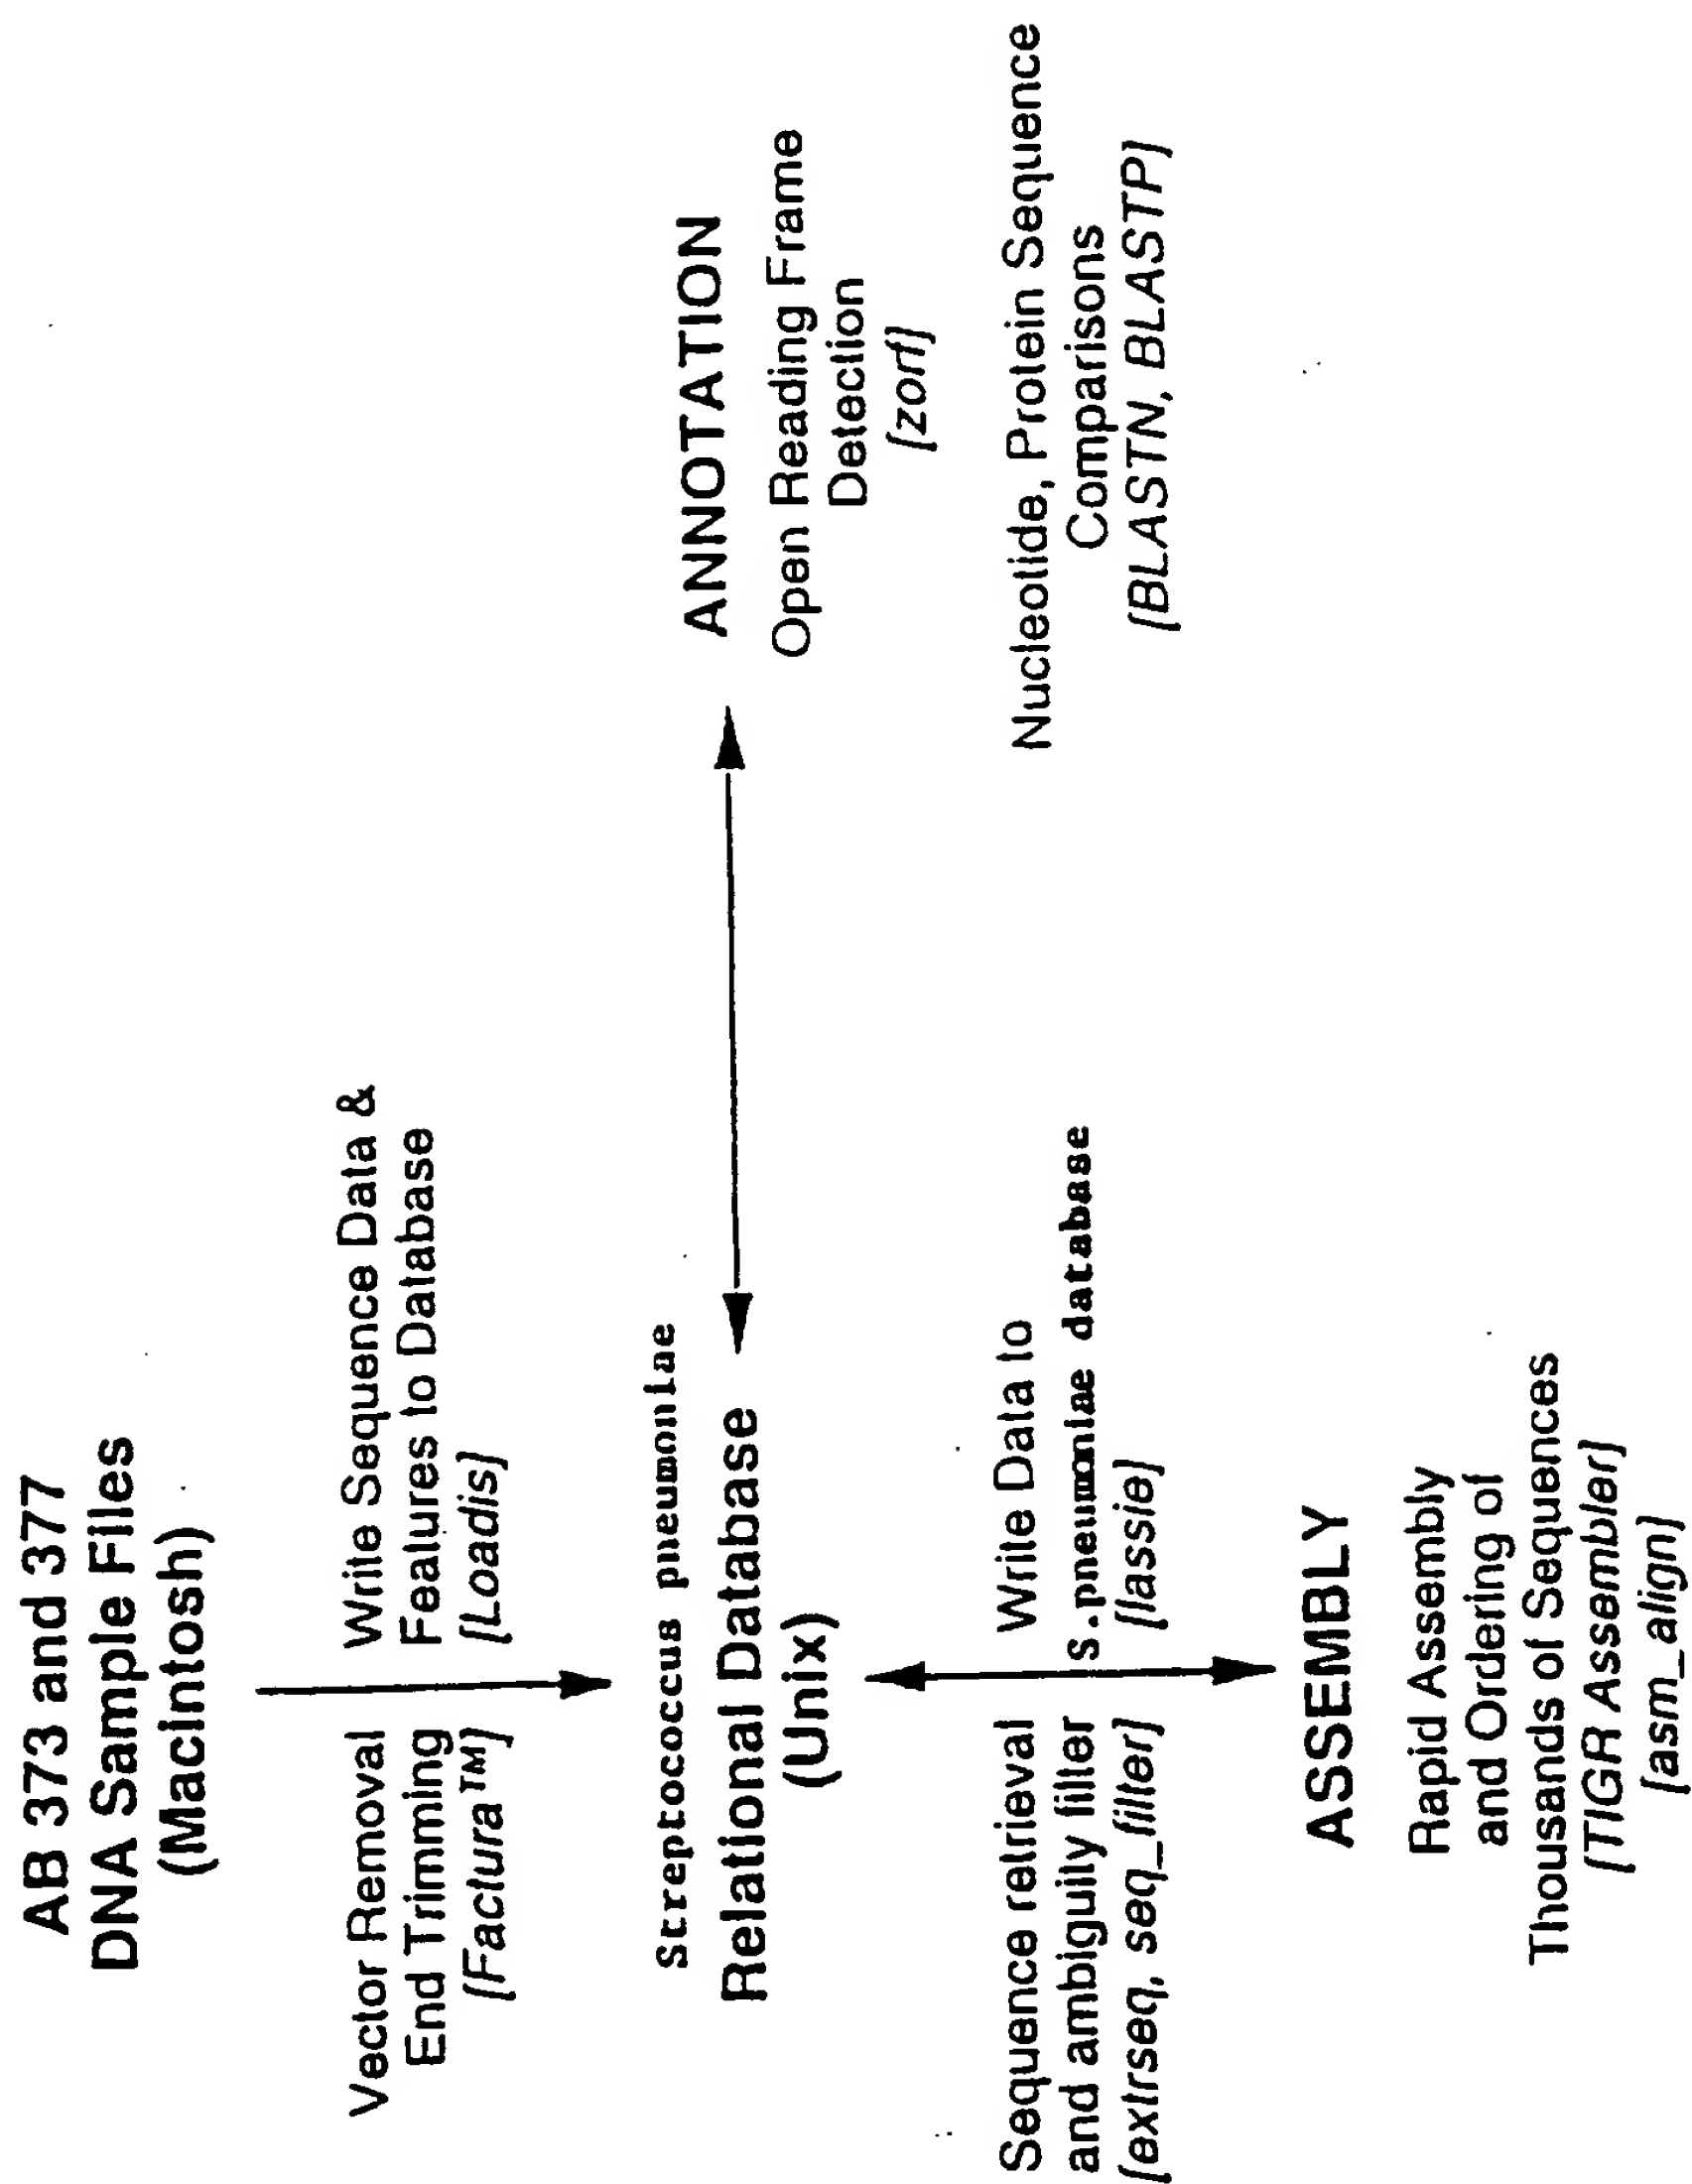 AB 373 and 377
DNA Sample Files
(Macintosh)
Vector Removal
End Trimming
[Factura™]
Write Sequence Data &
Features to Database
[Loadis]
Streptococcus pneumoniae
Relational Database
(Unix)
ANNOTATION
Open Reading Frame
Detection
[zorf]
Nucleotide, Protein Sequence
Comparisons
[BLASTN, BLASTP]
Sequence retrieval
and ambiguity filter
[extrseq, seq_filter]
Write Data to
S.pneumoniae database
[lassie]
ASSEMBLY
Rapid Assembly
and Ordering of
Thousands of Sequences
[TIGR Assembler]
[asm_align]